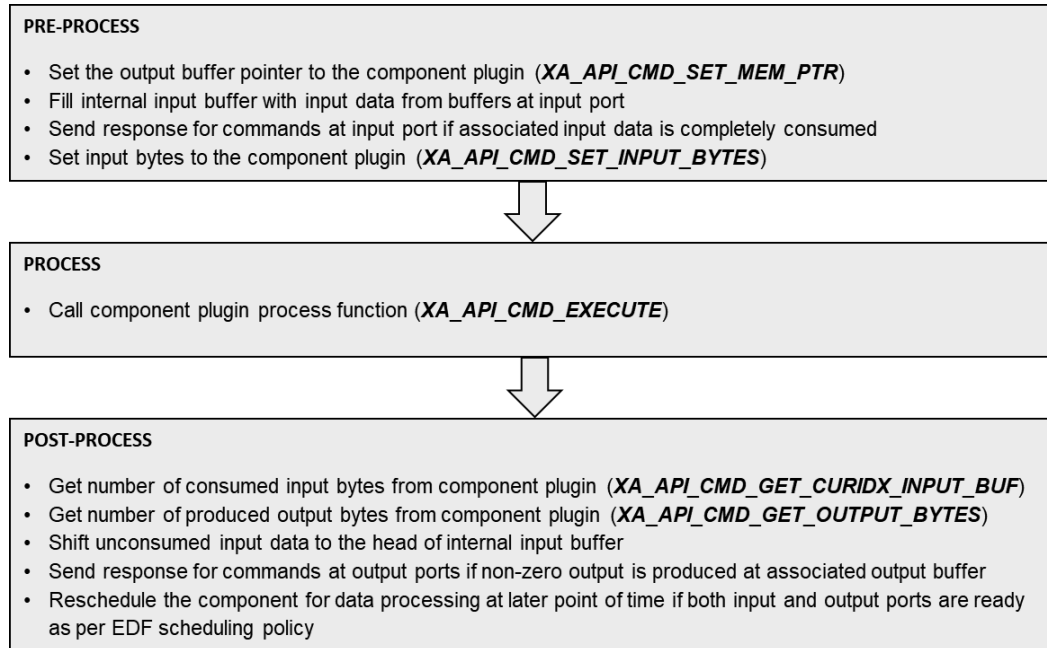 PRE-PROCESS
• Set the output buffer pointer to the component plugin (XA_API_CMD_SET_MEM_PTR)
• Fill internal input buffer with input data from buffers at input port
• Send response for commands at input port if associated input data is completely consumed
• Set input bytes to the component plugin (XA_API_CMD_SET_INPUT_BYTES)
PROCESS
• Call component plugin process function (XA_API_CMD_EXECUTE)
POST-PROCESS
• Get number of consumed input bytes from component plugin (XA_API_CMD_GET_CURIDX_INPUT_BUF)
• Get number of produced output bytes from component plugin (XA_API_CMD_GET_OUTPUT_BYTES)
• Shift unconsumed input data to the head of internal input buffer
• Send response for commands at output ports if non-zero output is produced at associated output buffer
• Reschedule the component for data processing at later point of time if both input and output ports are ready
as per EDF scheduling policy